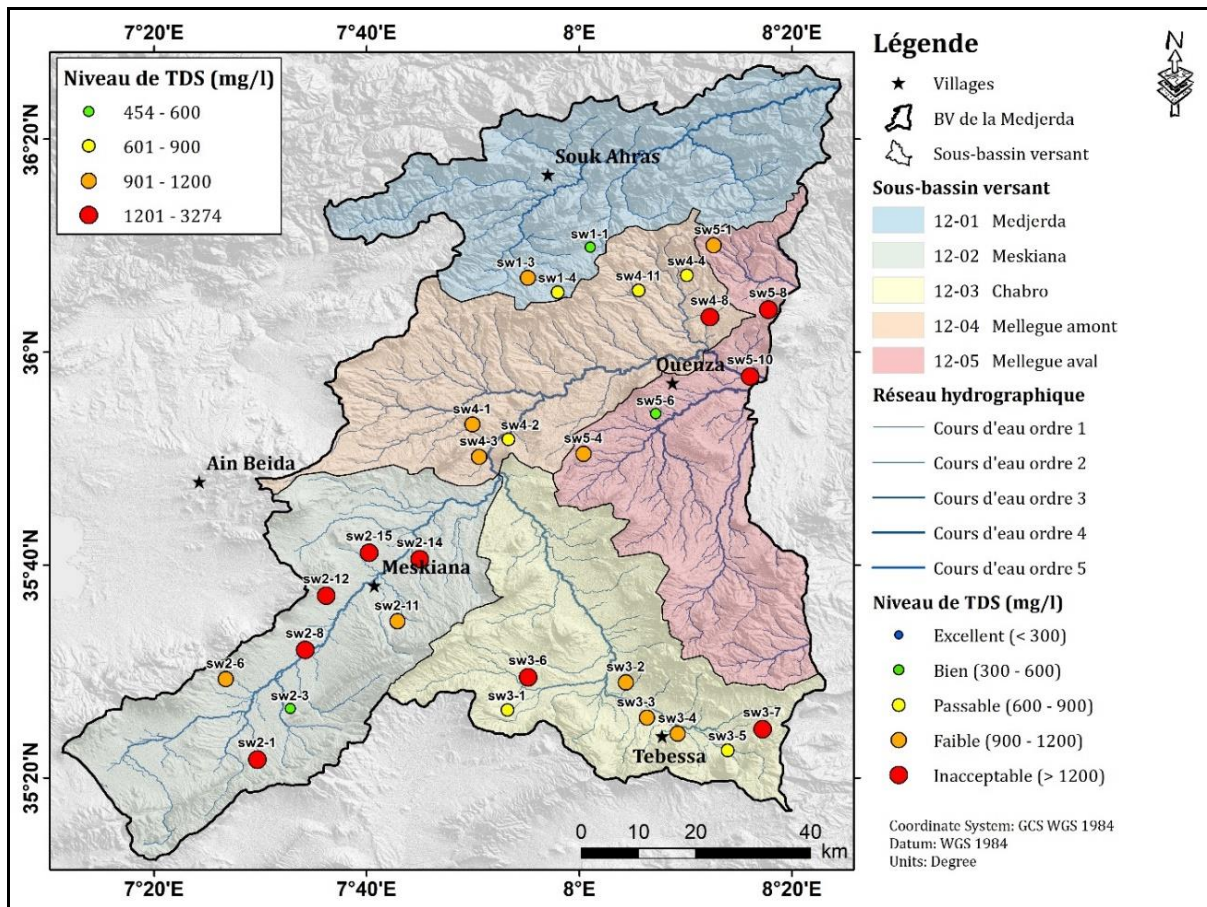 7°20'E
7°40'E
8°E
8°20'E
36°20'N
36°N
35°40'N
35°20'N
Niveau de TDS (mg/l)
454 - 600
601 - 900
901 - 1200
1201 - 3274
Souk Ahras
sw1-1
sw5-1
sw1-3
sw1-4
sw4-11
sw4-4
sw4-8
sw5-8
Quenza
sw5-10
sw5-6
sw4-1
sw4-2
sw4-3
sw5-4
Ain Beida
sw2-15
sw2-14
Meskiana
sw2-12
sw2-11
sw2-8
sw2-6
sw2-3
sw2-1
sw3-6
sw3-2
sw3-1
sw3-3
sw3-4
sw3-7
sw3-5
Tebessa
0 10 20 40
km
7°20'E
7°40'E
8°E
8°20'E
Légende
N
Villages
BV de la Medjerda
Sous-bassin versant
Sous-bassin versant
12-01 Medjerda
12-02 Meskiana
12-03 Chabro
12-04 Mellegue amont
12-05 Mellegue aval
Réseau hydrographique
Cours d'eau ordre 1
Cours d'eau ordre 2
Cours d'eau ordre 3
Cours d'eau ordre 4
Cours d'eau ordre 5
Niveau de TDS (mg/l)
Excellent (< 300)
Bien (300 - 600)
Passable (600 - 900)
Faible (900 - 1200)
Inacceptable (> 1200)
Coordinate System: GCS WGS 1984
Datum: WGS 1984
Units: Degree